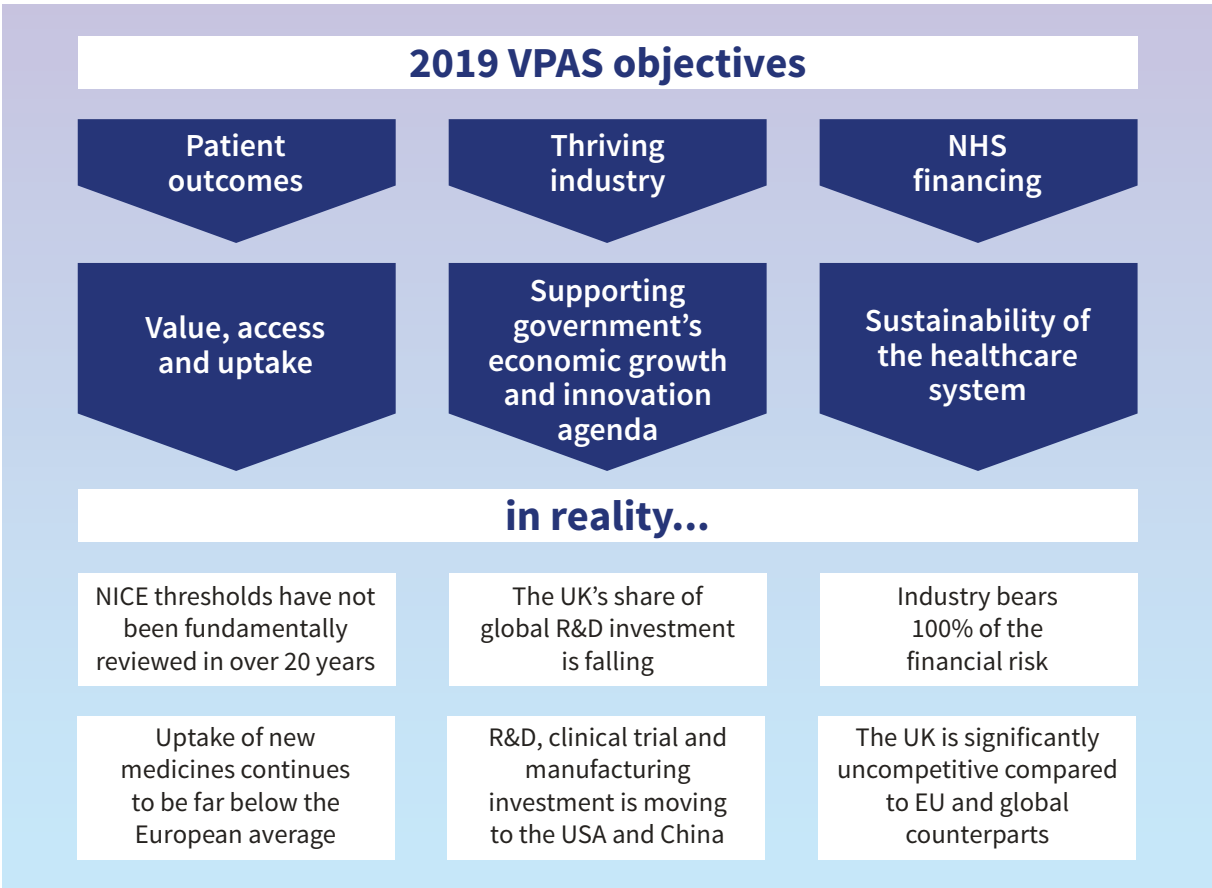 2019 VPAS objectives
Patient
outcomes
Thriving
industry
NHS
financing
Value, access
and uptake
Supporting
government’s
economic growth
and innovation
agenda
Sustainability of
the healthcare
system
in reality...
NICE thresholds have not
been fundamentally
reviewed in over 20 years
The UK’s share of
global R&D investment
is falling
Industry bears
100% of the
financial risk
Uptake of new
medicines continues
to be far below the
European average
R&D, clinical trial and
manufacturing
investment is moving
to the USA and China
The UK is significantly
uncompetitive compared
to EU and global
counterparts